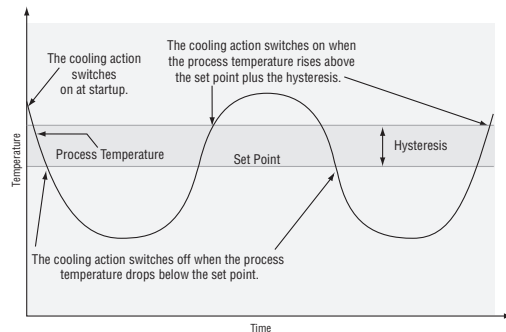 The cooling action switches on when
the process temperature rises above
the set point plus the hysteresis.
The cooling action
switches
on at startup.
Process Temperature
Set Point
Hysteresis
Temperature
The cooling action switches off when the process
temperature drops below the set point.
Time